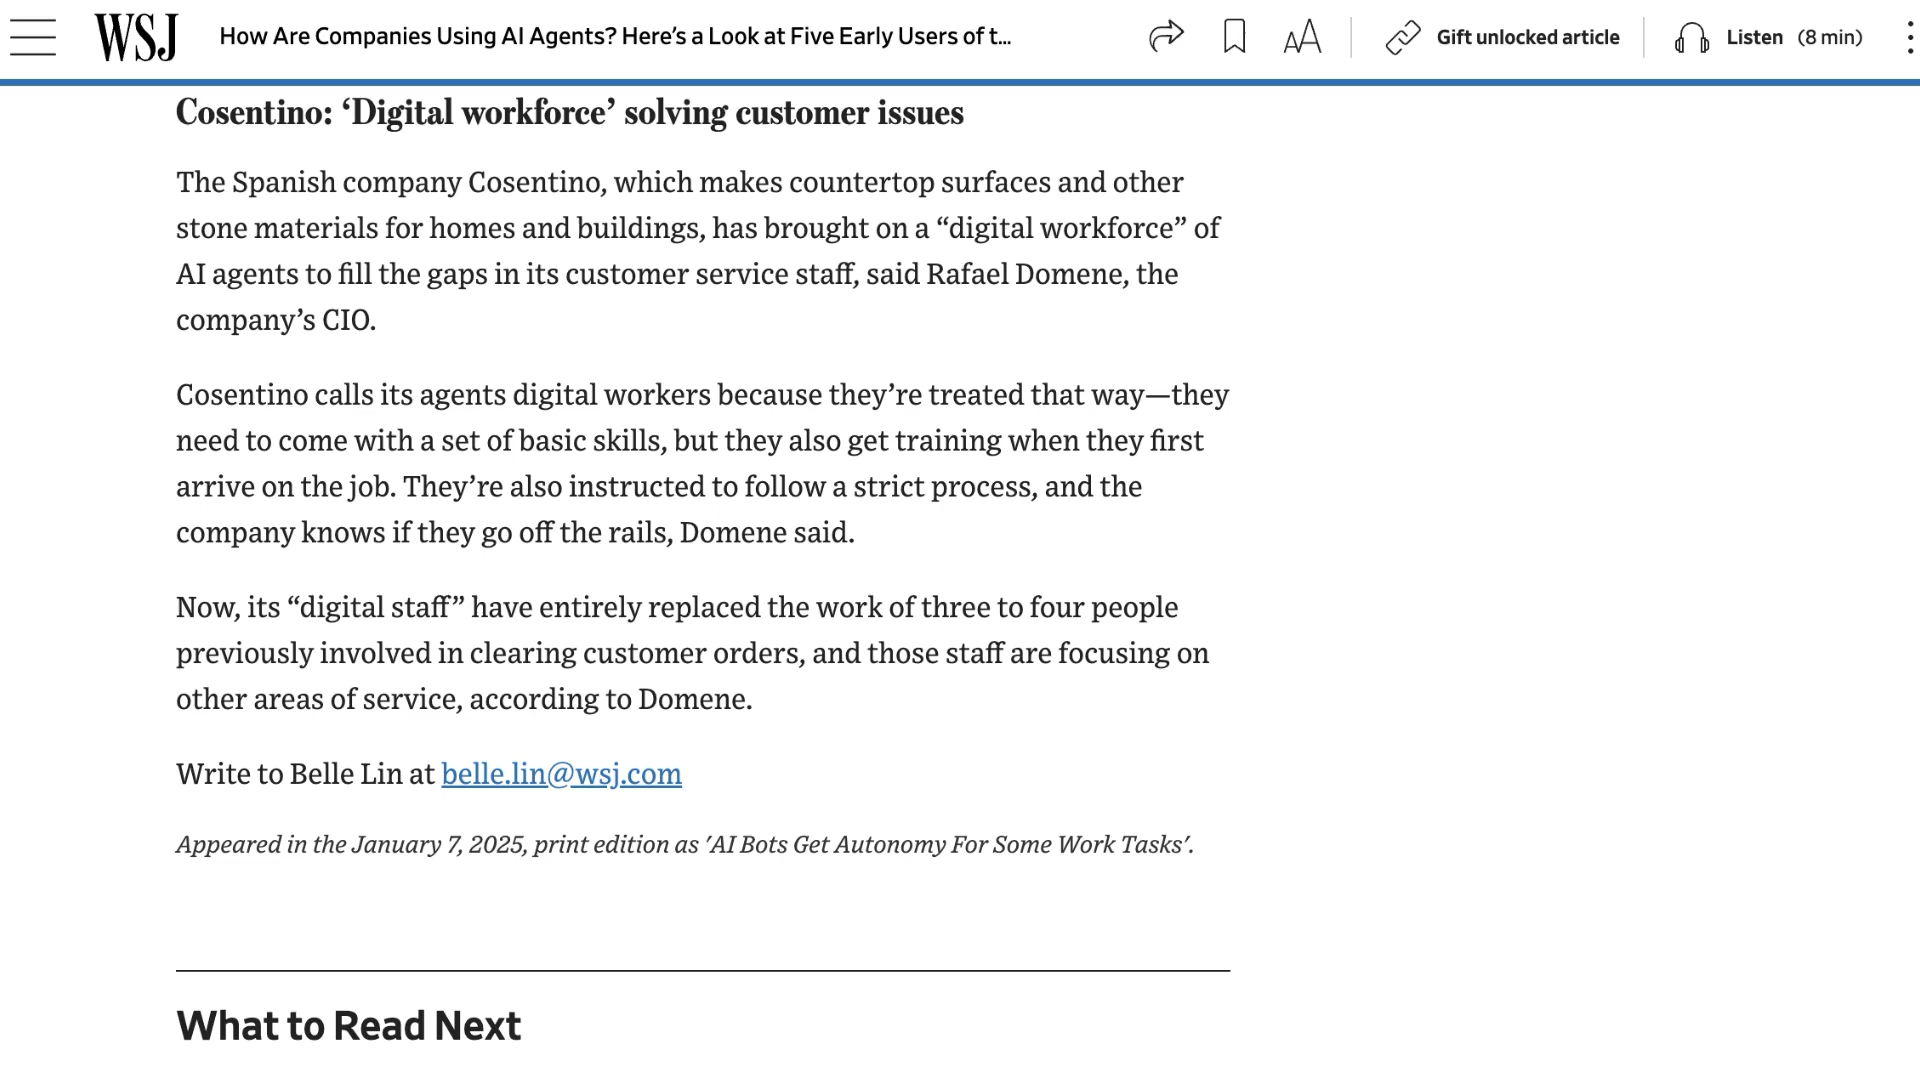 WSJ
How Are Companies Using AI Agents? Here’s a Look at Five Early Users of t...
Gift unlocked article
Listen (8 min)
Cosentino: ‘Digital workforce’ solving customer issues
The Spanish company Cosentino, which makes countertop surfaces and other
stone materials for homes and buildings, has brought on a “digital workforce” of
AI agents to fill the gaps in its customer service staff, said Rafael Domene, the
company’s CIO.
Cosentino calls its agents digital workers because they’re treated that way—they
need to come with a set of basic skills, but they also get training when they first
arrive on the job. They’re also instructed to follow a strict process, and the
company knows if they go off the rails, Domene said.
Now, its “digital staff” have entirely replaced the work of three to four people
previously involved in clearing customer orders, and those staff are focusing on
other areas of service, according to Domene.
Write to Belle Lin at belle.lin@wsj.com
Appeared in the January 7, 2025, print edition as 'AI Bots Get Autonomy For Some Work Tasks'.
What to Read Next